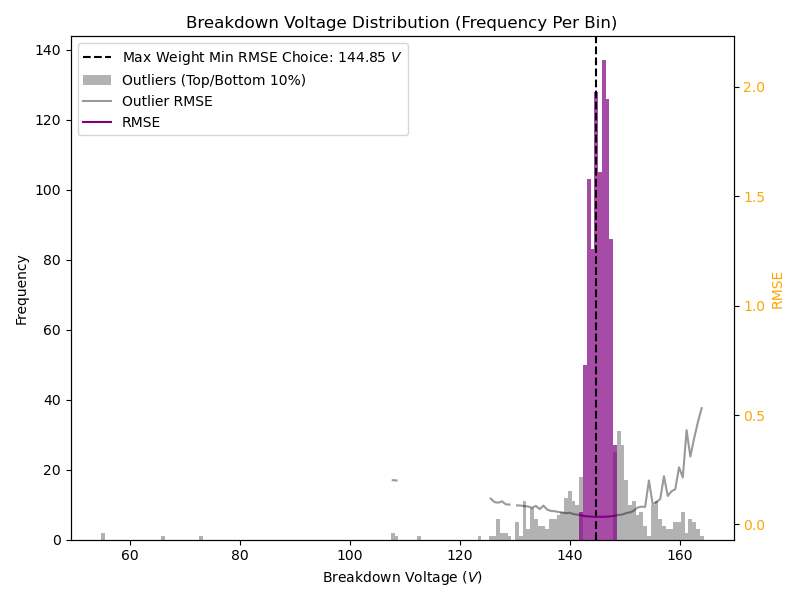 Breakdown Voltage Distribution (Frequency Per Bin)
Max Weight Min RMSE Choice: 144.85 V
Outliers (Top/Bottom 10%)
Outlier RMSE
RMSE
Frequency
140
120
100
80
60
40
20
0
2.0
1.5
1.0
0.5
0.0
RMSE
60 80 100 120 140 160
Breakdown Voltage (V)